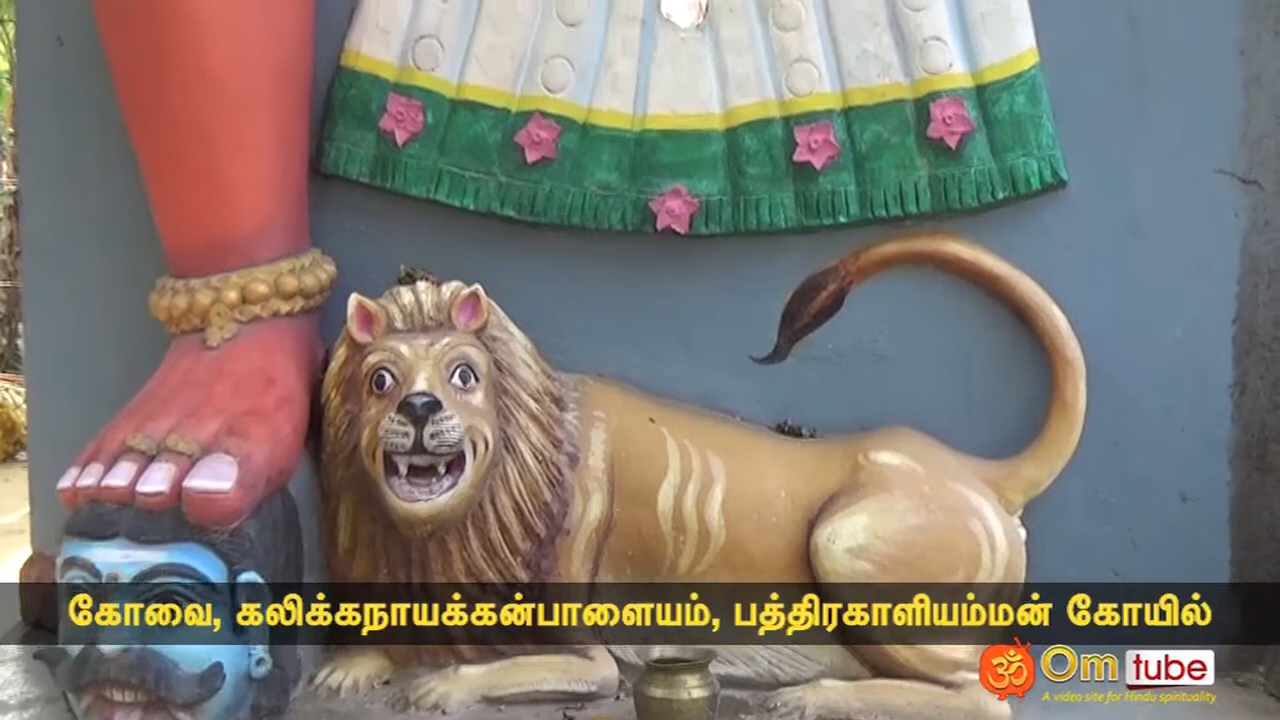 கோவை, கலிக்கநாயக்கன்பாளையம், பத்திரகாளியம்மன் கோயில்
ॐ Om tube
A video site for Hindu spirituality